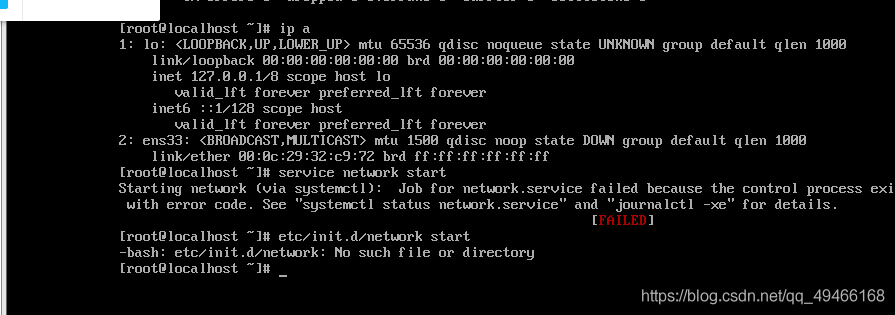 [root@localhost ~]# ip a
1: lo: <LOOPBACK,UP,LOWER_UP> mtu 65536 qdisc noqueue state UNKNOWN group default qlen 1000
link/loopback 00:00:00:00:00:00 brd 00:00:00:00:00:00
inet 127.0.0.1/8 scope host lo
valid_lft forever preferred_lft forever
inet6 ::1/128 scope host
valid_lft forever preferred_lft forever
2: ens33: <BROADCAST,MULTICAST> mtu 1500 qdisc noop state DOWN group default qlen 1000
link/ether 00:0c:29:32:c9:72 brd ff:ff:ff:ff:ff:ff
[root@localhost ~]# service network start
Starting network (via systemctl):  Job for network.service failed because the control process exi
with error code. See "systemctl status network.service" and "journalctl -xe" for details.
[FAILED]
[root@localhost ~]# etc/init.d/network start
-bash: etc/init.d/network: No such file or directory
[root@localhost ~]# _
https://blog.csdn.net/qq_49466168